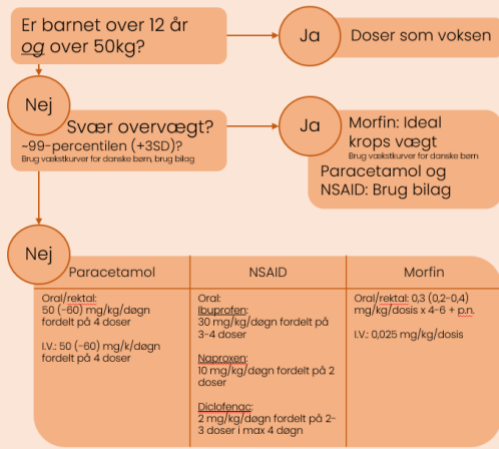 Er barnet over 12 år
og over 50kg?
Ja
Doser som voksen
Nej
Svær overvægt?
~99-percentilen (+3SD)?
Brug vækstkurver for danske børn, brug bilag
Ja
Morfin: Ideal
krops vægt
Brug vækstkurver for danske børn
Paracetamol og
NSAID: Brug bilag
Nej
Paracetamol
Oral/rektal:
50 (-60) mg/kg/døgn
fordelt på 4 doser
I.V.: 50 (-60) mg/k/døgn
fordelt på 4 doser
NSAID
Oral:
Ibuprofen:
30 mg/kg/døgn fordelt på
3-4 doser
Naproxen:
10 mg/kg/døgn fordelt på 2
doser
Diclofenac:
2 mg/kg/døgn fordelt på 2-
3 doser i max 4 døgn
Morfin
Oral/rektal: 0,3 (0,2-0,4)
mg/kg/dosis x 4-6 + p.n.
I.V.: 0,025 mg/kg/dosis